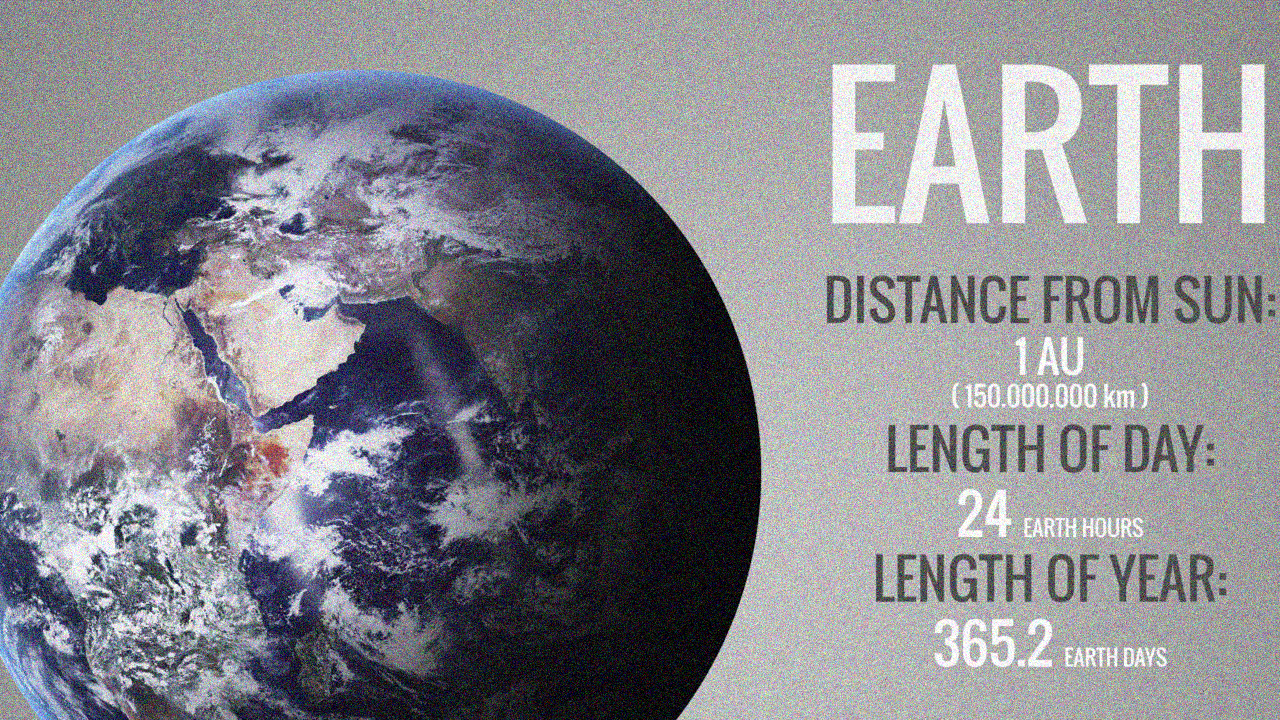 EARTH
DISTANCE FROM SUN:
1 AU
( 150.000.000 km )
LENGTH OF DAY:
24 EARTH HOURS
LENGTH OF YEAR:
365.2 EARTH DAYS